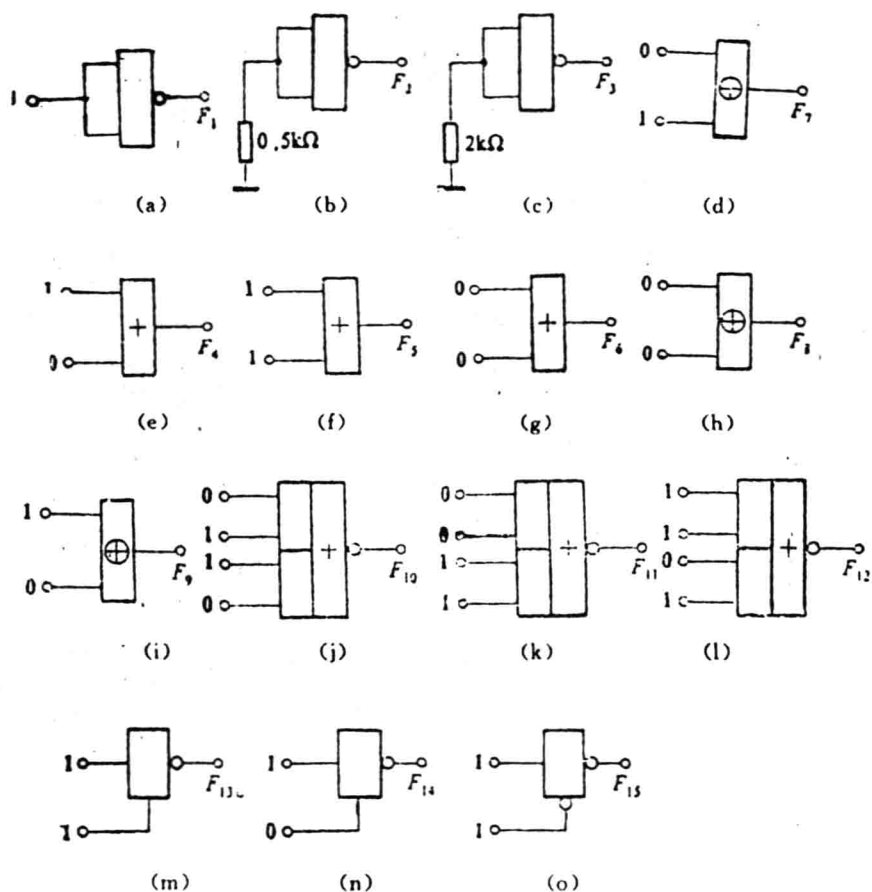 1 F₁ (a)
0.5kΩ F₂ (b)
2kΩ F₃ (c)
0 1 ⊖ F₇ (d)
1 0 + F₄ (e)
1 1 + F₅ (f)
0 0 + F₆ (g)
0 0 ⊕ F₈ (h)
1 0 ⊕ F₉ (i)
0 1 1 0 + F₁₀ (j)
0 0 1 1 + F₁₁ (k)
1 1 0 1 + F₁₂ (l)
1 1 F₁₃ (m)
1 0 F₁₄ (n)
1 1 F₁₅ (o)